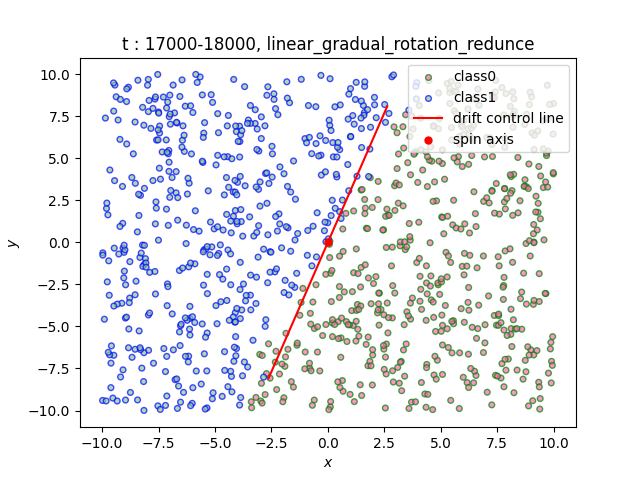 t : 17000-18000, linear_gradual_rotation_redunce
class0
class1
drift control line
spin axis
10.0
7.5
5.0
2.5
0.0
−2.5
−5.0
−7.5
−10.0
y
−10.0 −7.5 −5.0 −2.5 0.0 2.5 5.0 7.5 10.0
x